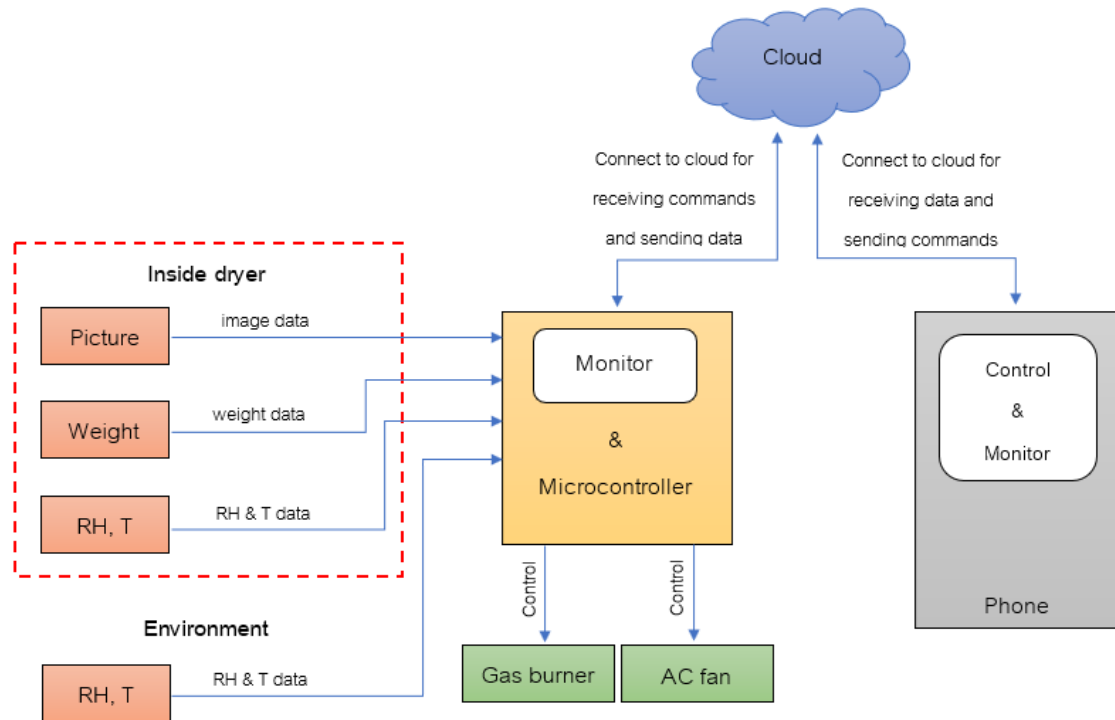 Cloud
Connect to cloud for
receiving commands
and sending data
Connect to cloud for
receiving data and
sending commands
Inside dryer
Picture
image data
Weight
weight data
RH, T
RH & T data
Environment
RH, T
RH & T data
Monitor
&
Microcontroller
Control
Control
Gas burner
AC fan
Control
&
Monitor
Phone